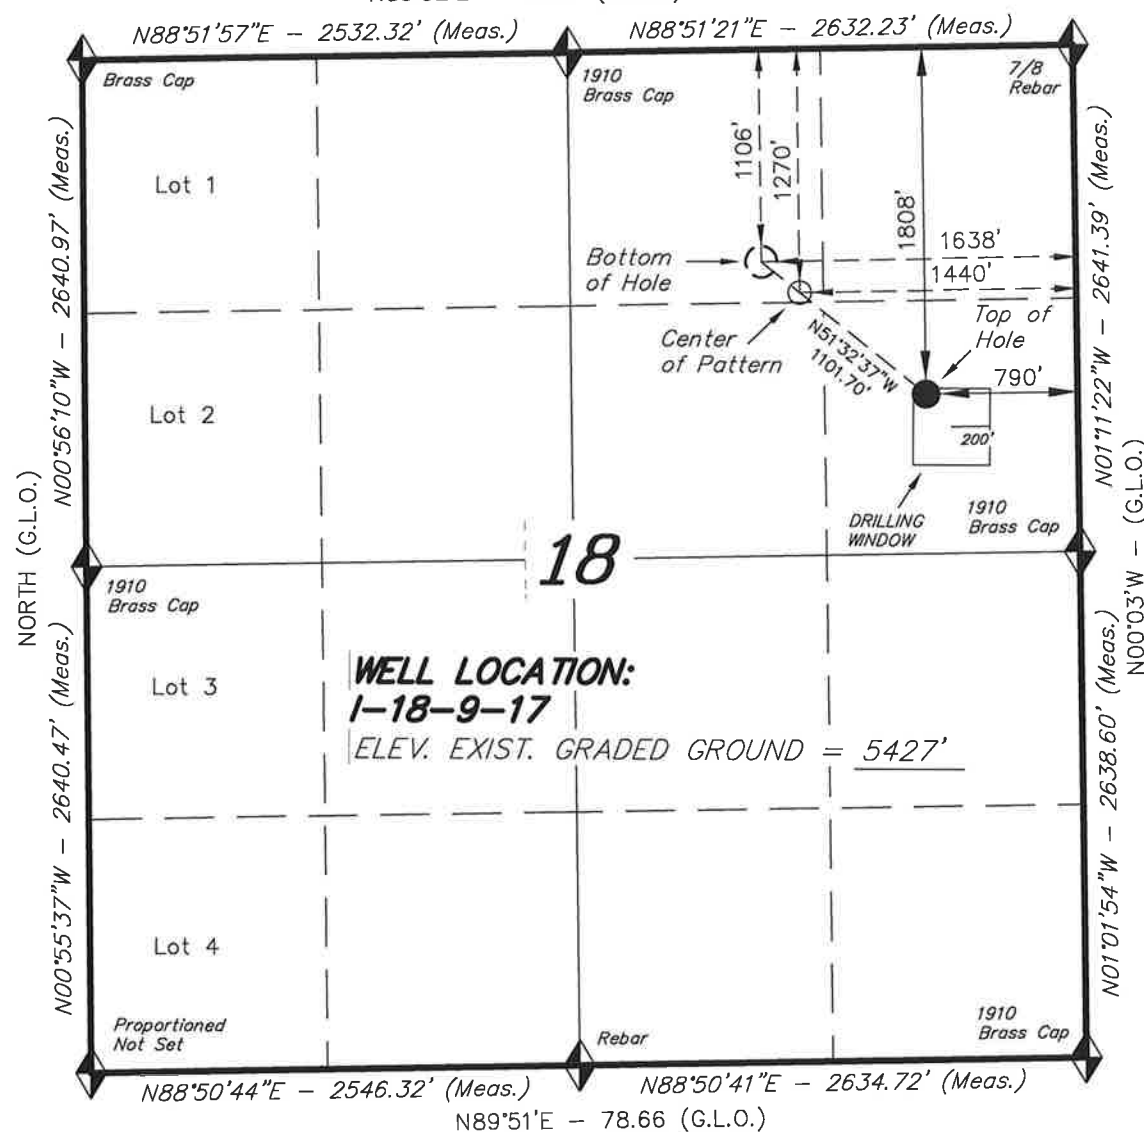 N88°51'57"E - 2532.32' (Meas.)
N88°51'21"E - 2632.23' (Meas.)
Brass Cap
1910
Brass Cap
7/8
Rebar
N00°56'10"W - 2640.97' (Meas.)
Lot 1
1106'
1270'
1808'
N01°11'22"W - 2641.39' (Meas.)
1638'
1440'
Bottom
of Hole
Center
of Pattern
Top of
Hole
N51°32'37"W
1101.70'
790'
200'
Lot 2
DRILLING
WINDOW
1910
Brass Cap
NORTH (G.L.O.)
N00°03'W - (G.L.O.)
18
1910
Brass Cap
WELL LOCATION:
I-18-9-17
ELEV. EXIST. GRADED GROUND = 5427'
Lot 3
N00°55'37"W - 2640.47' (Meas.)
N01°01'54"W - 2638.60' (Meas.)
Lot 4
Proportioned
Not Set
Rebar
1910
Brass Cap
N88°50'44"E - 2546.32' (Meas.)
N88°50'41"E - 2634.72' (Meas.)
N89°51'E - 78.66 (G.L.O.)